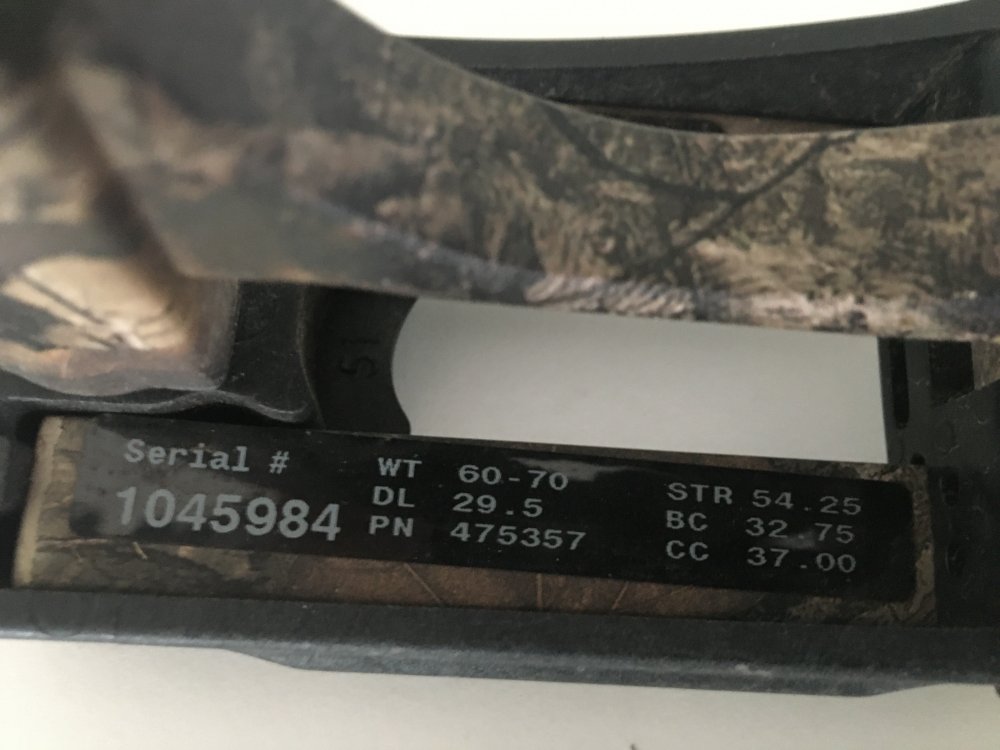 51
Serial #
1045984
WT 60-70
DL 29.5
PN 475357
STR 54.25
BC 32.75
CC 37.00